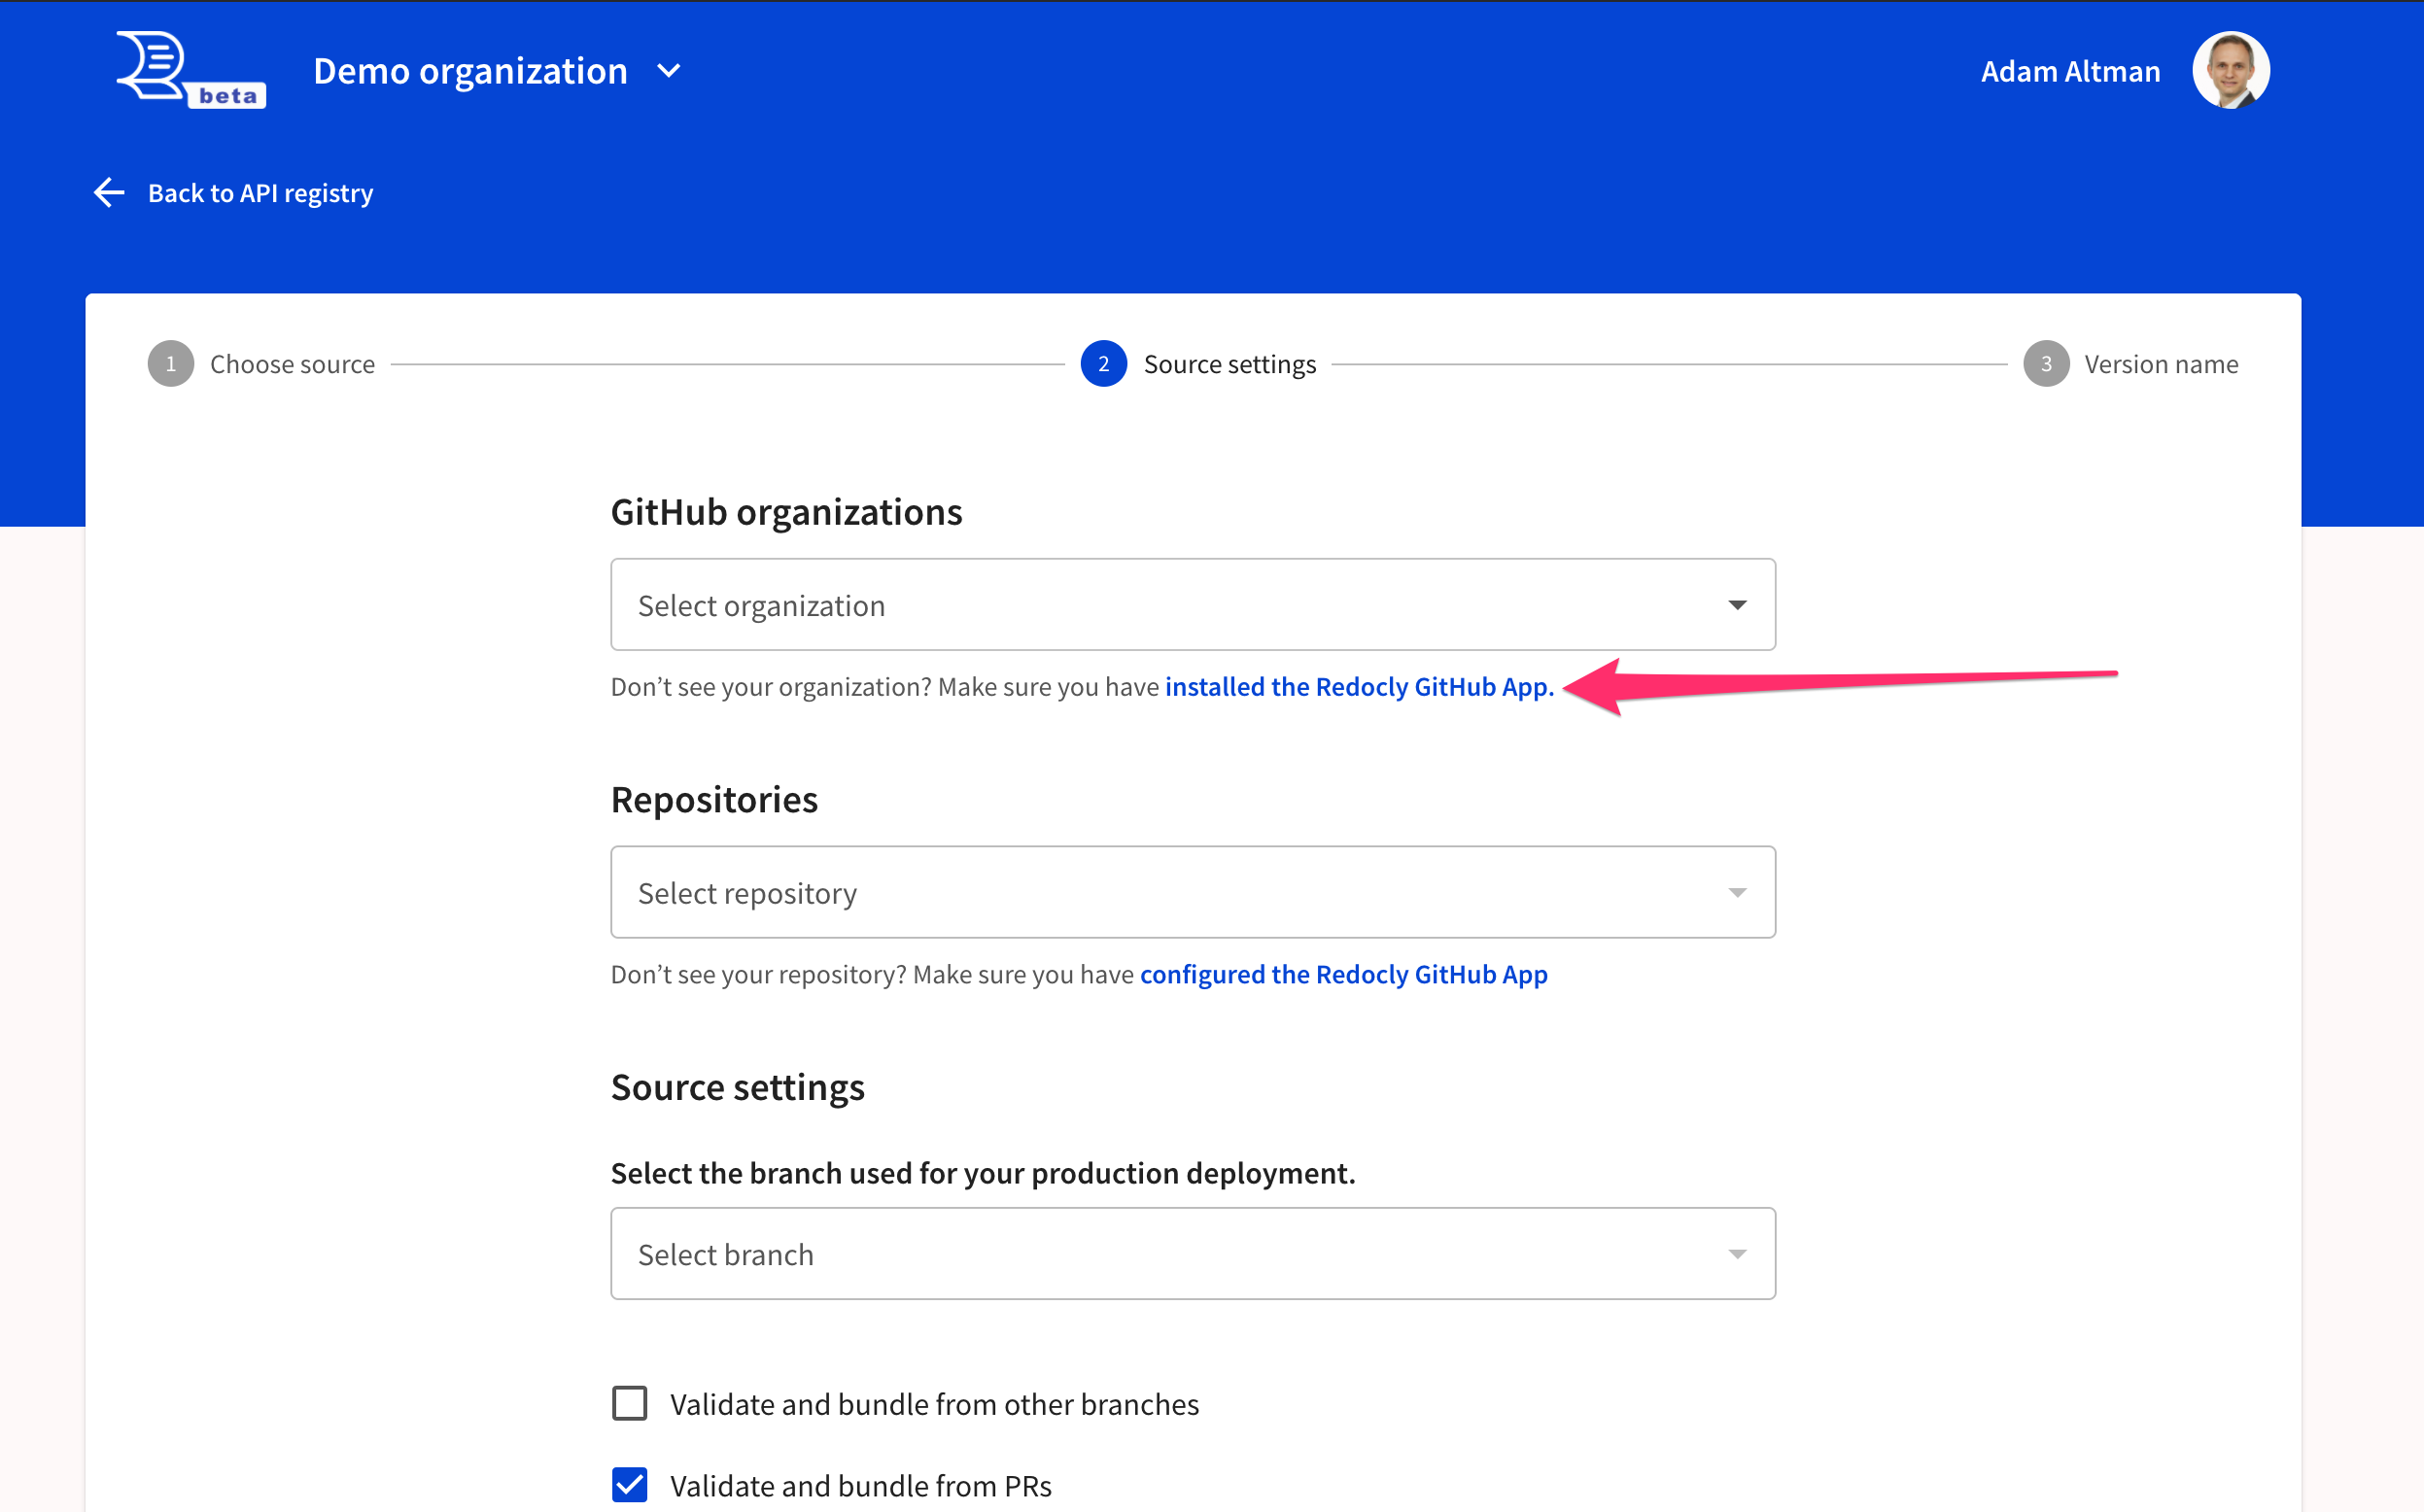 beta
Demo organization
Adam Altman
Back to API registry
1 Choose source
2 Source settings
3 Version name
GitHub organizations
Select organization
Don’t see your organization? Make sure you have installed the Redocly GitHub App.
Repositories
Select repository
Don’t see your repository? Make sure you have configured the Redocly GitHub App
Source settings
Select the branch used for your production deployment.
Select branch
Validate and bundle from other branches
Validate and bundle from PRs